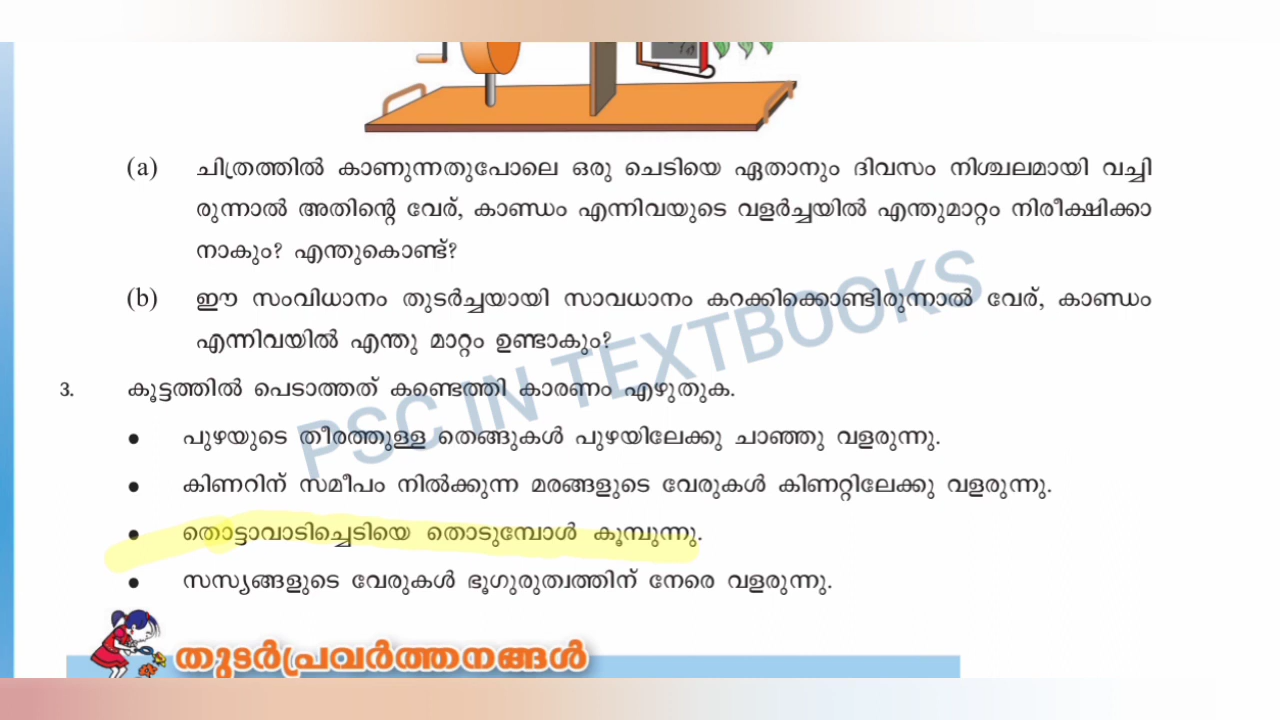 (a) ചിത്രത്തിൽ കാണുന്നതുപോലെ ഒരു ചെടിയെ ഏതാനും ദിവസം നിശ്ചലമായി വച്ചി
രുന്നാൽ അതിന്റെ വേര്, കാണ്ഡം എന്നിവയുടെ വളർച്ചയിൽ എന്തുമാറ്റം നിരീക്ഷിക്കാ
നാകും? എന്തുകൊണ്ട്?
(b) ഈ സംവിധാനം തുടർച്ചയായി സാവധാനം കറക്കിക്കൊണ്ടിരുന്നാൽ വേര്, കാണ്ഡം
എന്നിവയിൽ എന്തു മാറ്റം ഉണ്ടാകും?
PSC IN TEXTBOOKS
3. കൂട്ടത്തിൽ പെടാത്തത് കണ്ടെത്തി കാരണം എഴുതുക.
● പുഴയുടെ തീരത്തുള്ള തെങ്ങുകൾ പുഴയിലേക്കു ചാഞ്ഞു വളരുന്നു.
● കിണറിന് സമീപം നിൽക്കുന്ന മരങ്ങളുടെ വേരുകൾ കിണറ്റിലേക്കു വളരുന്നു.
● തൊട്ടാവാടിച്ചെടിയെ തൊടുമ്പോൾ കൂമ്പുന്നു.
● സസ്യങ്ങളുടെ വേരുകൾ ഭൂഗുരുത്വത്തിന് നേരെ വളരുന്നു.
തുടർപ്രവർത്തനങ്ങൾ